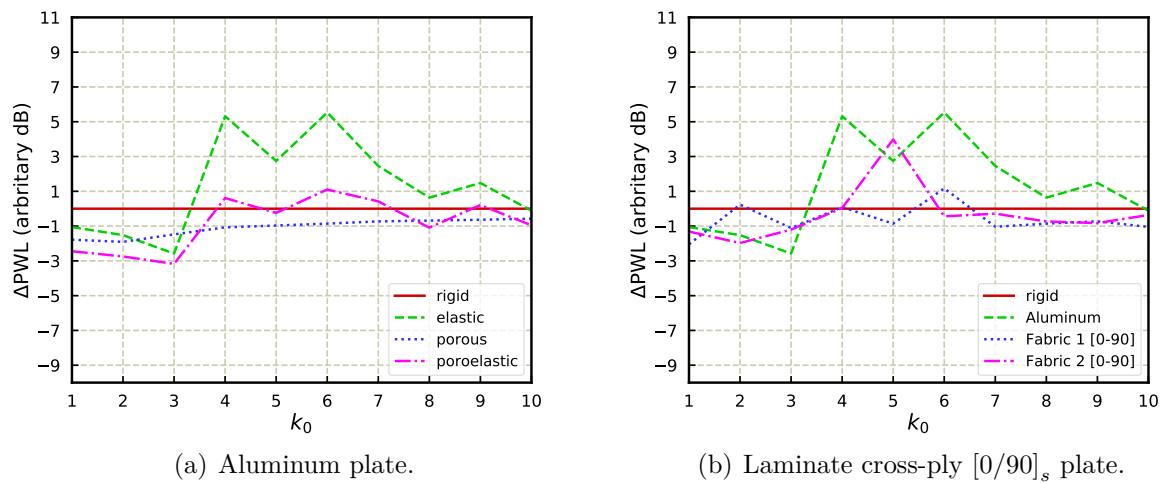 11
9
7
5
3
1
−1
−3
−5
−7
−9
ΔPWL (arbritary dB)
rigid
elastic
porous
poroelastic
1 2 3 4 5 6 7 8 9 10
k₀
(a) Aluminum plate.
11
9
7
5
3
1
−1
−3
−5
−7
−9
ΔPWL (arbritary dB)
rigid
Aluminum
Fabric 1 [0-90]
Fabric 2 [0-90]
1 2 3 4 5 6 7 8 9 10
k₀
(b) Laminate cross-ply [0/90]ₛ plate.